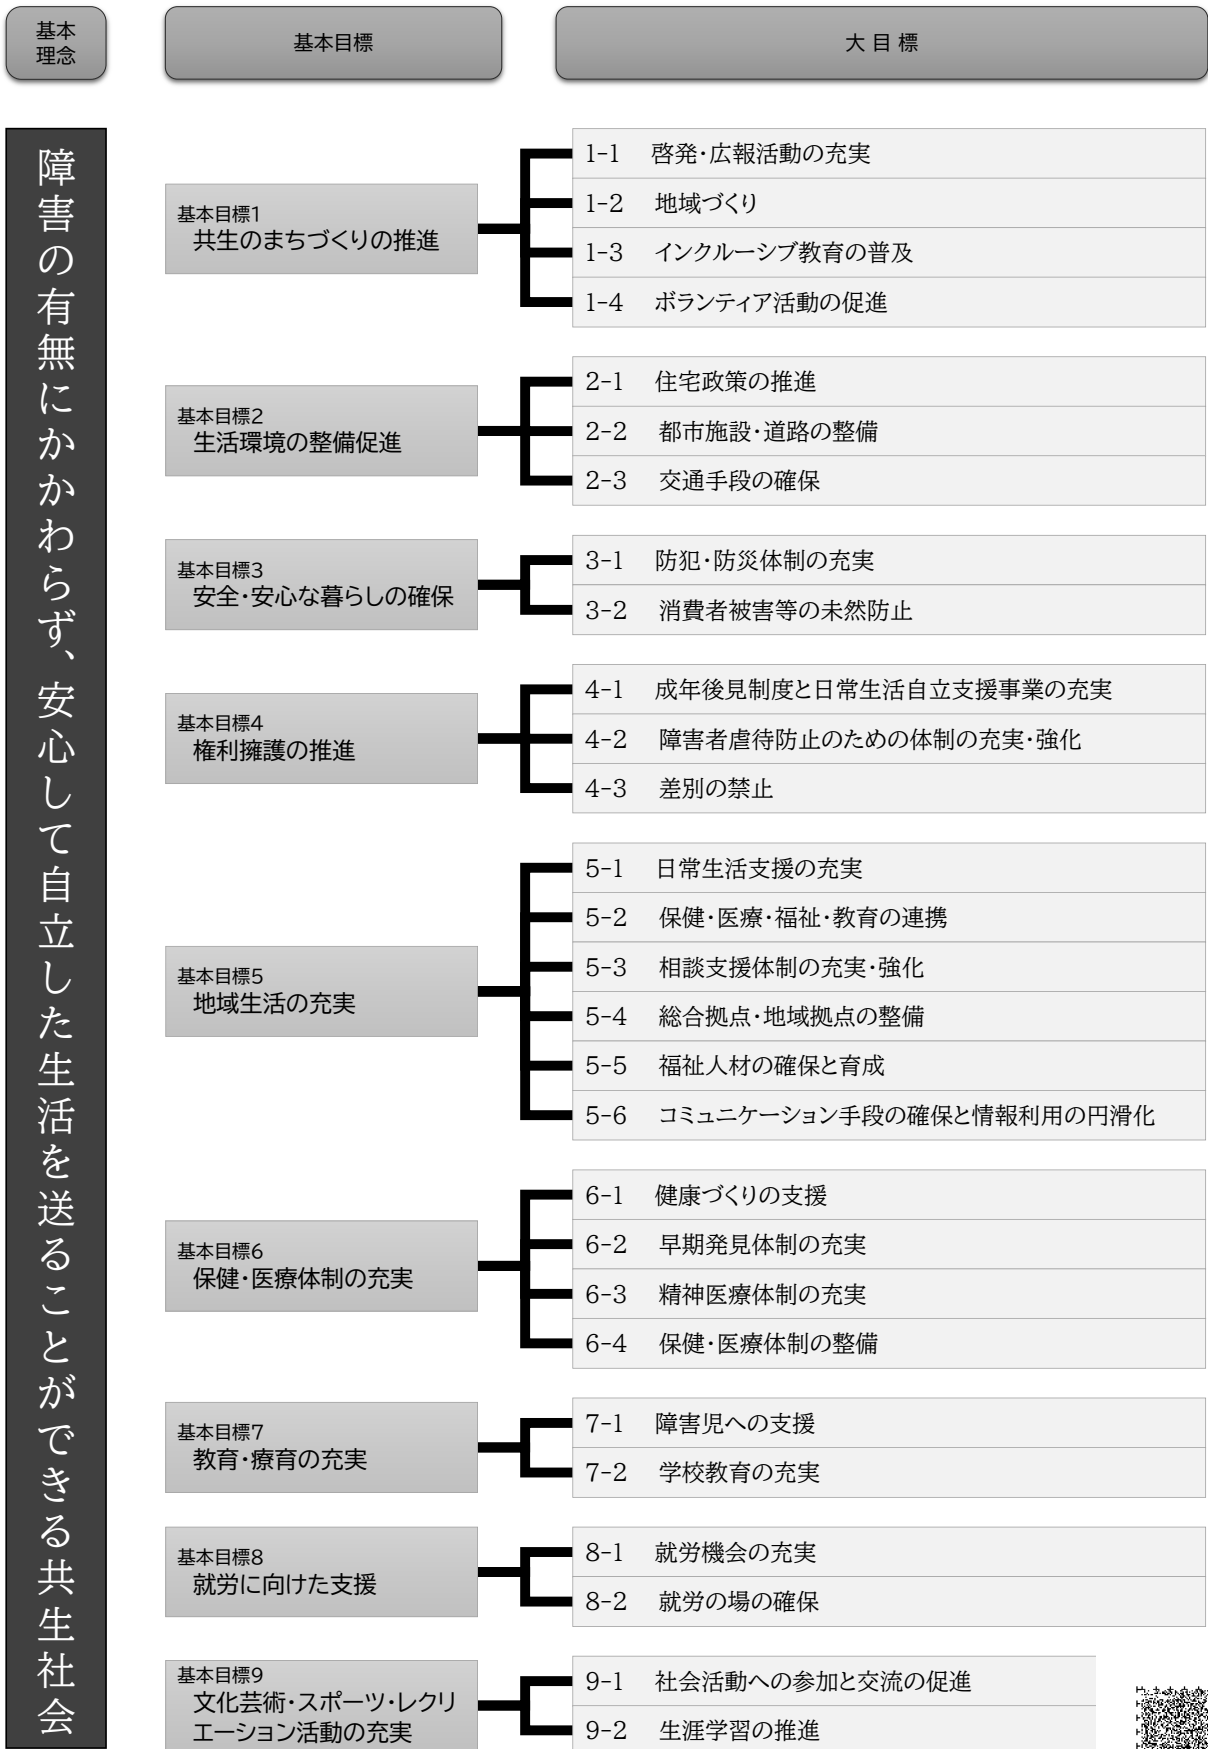 基本
理念
基本目標
大 目 標
障害の有無にかかわらず、安心して自立した生活を送ることができる共生社会
基本目標1
共生のまちづくりの推進
1-1 啓発・広報活動の充実
1-2 地域づくり
1-3 インクルーシブ教育の普及
1-4 ボランティア活動の促進
基本目標2
生活環境の整備促進
2-1 住宅政策の推進
2-2 都市施設・道路の整備
2-3 交通手段の確保
基本目標3
安全・安心な暮らしの確保
3-1 防犯・防災体制の充実
3-2 消費者被害等の未然防止
基本目標4
権利擁護の推進
4-1 成年後見制度と日常生活自立支援事業の充実
4-2 障害者虐待防止のための体制の充実・強化
4-3 差別の禁止
基本目標5
地域生活の充実
5-1 日常生活支援の充実
5-2 保健・医療・福祉・教育の連携
5-3 相談支援体制の充実・強化
5-4 総合拠点・地域拠点の整備
5-5 福祉人材の確保と育成
5-6 コミュニケーション手段の確保と情報利用の円滑化
基本目標6
保健・医療体制の充実
6-1 健康づくりの支援
6-2 早期発見体制の充実
6-3 精神医療体制の充実
6-4 保健・医療体制の整備
基本目標7
教育・療育の充実
7-1 障害児への支援
7-2 学校教育の充実
基本目標8
就労に向けた支援
8-1 就労機会の充実
8-2 就労の場の確保
基本目標9
文化芸術・スポーツ・レクリ
エーション活動の充実
9-1 社会活動への参加と交流の促進
9-2 生涯学習の推進